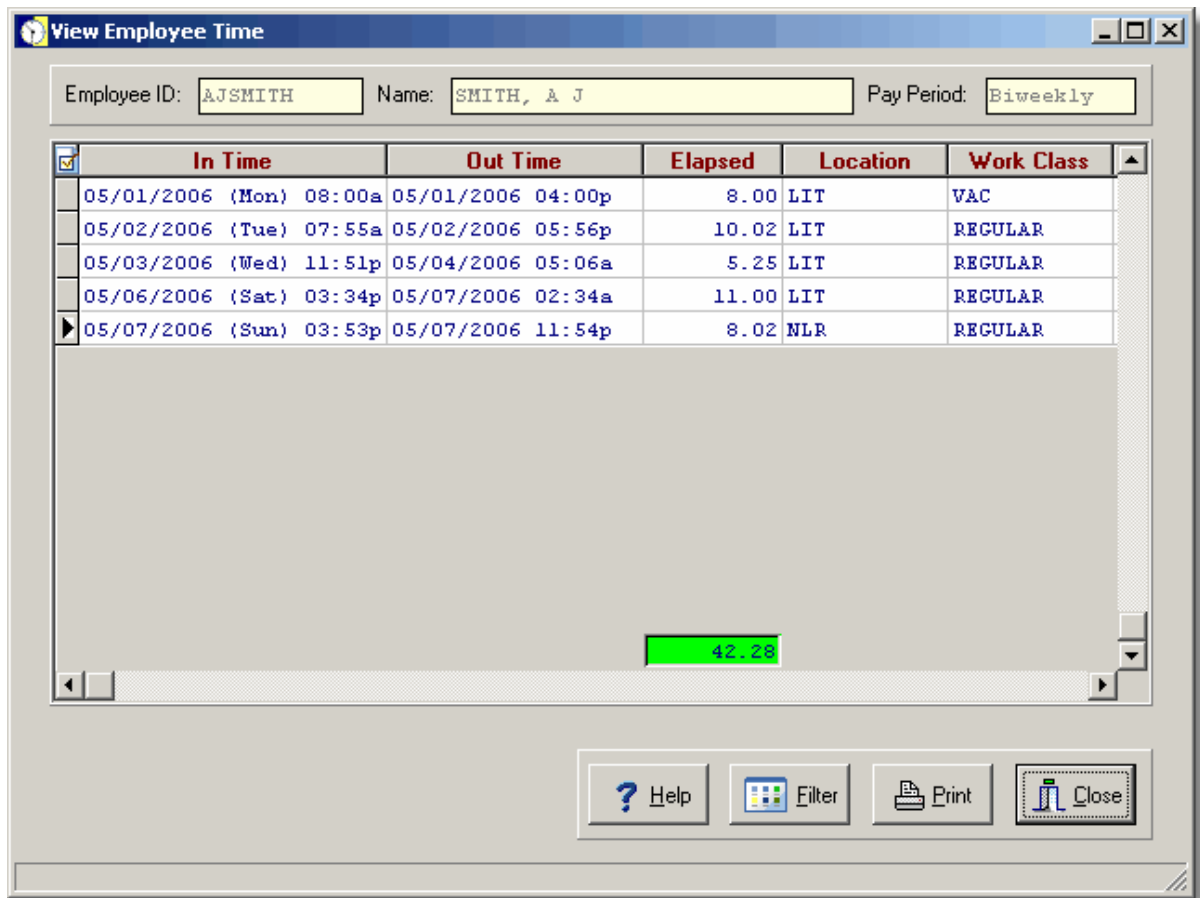 View Employee Time
Employee ID: AJSMITH Name: SMITH, A J Pay Period: Biweekly
In Time Out Time Elapsed Location Work Class
05/01/2006 (Mon) 08:00a 05/01/2006 04:00p 8.00 LIT VAC
05/02/2006 (Tue) 07:55a 05/02/2006 05:56p 10.02 LIT REGULAR
05/03/2006 (Wed) 11:51p 05/04/2006 05:06a 5.25 LIT REGULAR
05/06/2006 (Sat) 03:34p 05/07/2006 02:34a 11.00 LIT REGULAR
05/07/2006 (Sun) 03:53p 05/07/2006 11:54p 8.02 NLR REGULAR
42.28
? Help Filter Print Close